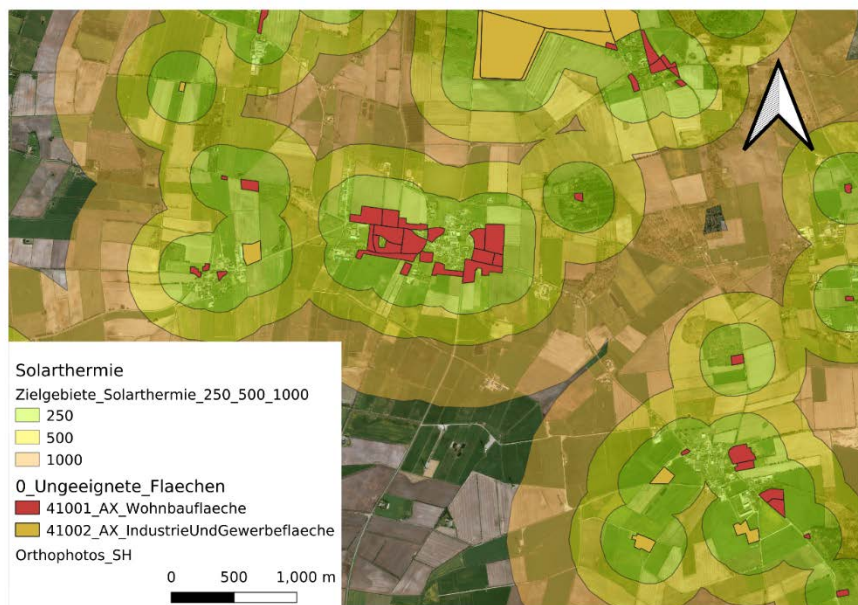 Solarthermie
Zielgebiete_Solarthermie_250_500_1000
250
500
1000
0_Ungeeignete_Flaechen
41001_AX_Wohnbauflaeche
41002_AX_IndustrieUndGewerbeflaeche
Orthophotos_SH
0 500 1,000 m